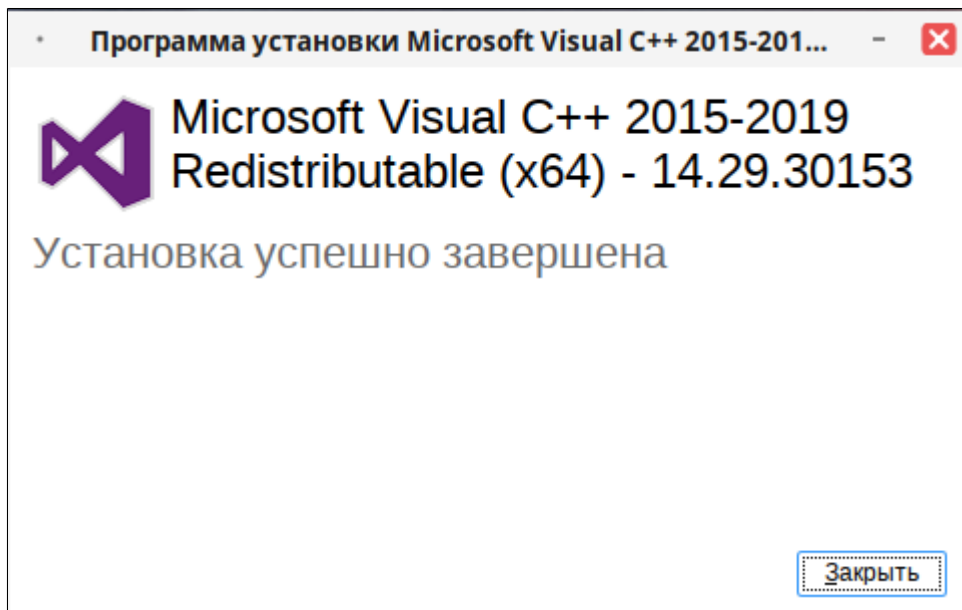 Программа установки Microsoft Visual C++ 2015-201...
Microsoft Visual C++ 2015-2019
Redistributable (x64) - 14.29.30153
Установка успешно завершена
Закрыть